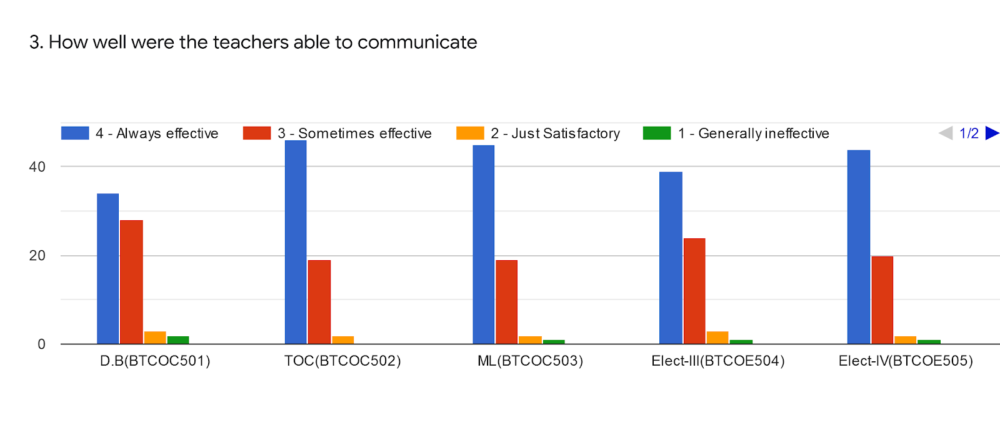 3. How well were the teachers able to communicate
4 - Always effective
3 - Sometimes effective
2 - Just Satisfactory
1 - Generally ineffective
1/2
40
20
0
D.B(BTCOC501)
TOC(BTCOC502)
ML(BTCOC503)
Elect-III(BTCOE504)
Elect-IV(BTCOE505)